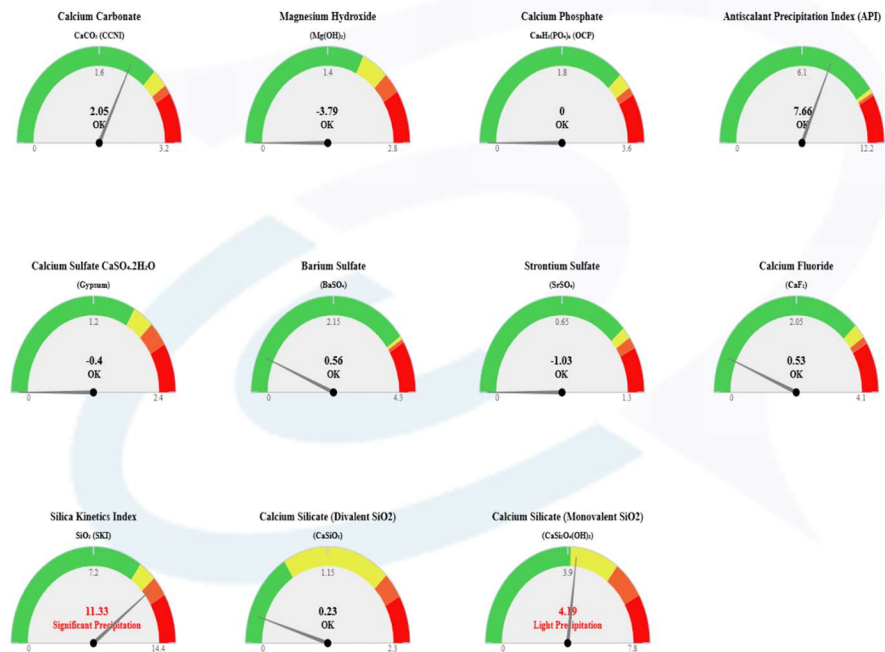 Calcium Carbonate
CaCO₃ (CCNI)
1.6
2.05
OK
0
3.2
Magnesium Hydroxide
(Mg(OH)₂)
1.4
-3.79
OK
0
2.8
Calcium Phosphate
Ca₈H₂(PO₄)₆ (OCP)
1.8
0
OK
0
3.6
Antiscalant Precipitation Index (API)
6.1
7.66
OK
0
12.2
Calcium Sulfate CaSO₄.2H₂O
(Gypsum)
1.2
-0.4
OK
0
2.4
Barium Sulfate
(BaSO₄)
2.15
0.56
OK
0
4.3
Strontium Sulfate
(SrSO₄)
0.65
-1.03
OK
0
1.3
Calcium Fluoride
(CaF₂)
2.05
0.53
OK
0
4.1
Silica Kinetics Index
SiO₂ (SKI)
7.2
11.33
Significant Precipitation
0
14.4
Calcium Silicate (Divalent SiO2)
(CaSiO₃)
1.15
0.23
OK
0
2.3
Calcium Silicate (Monovalent SiO2)
(CaSi₂O₄(OH)₂)
3.9
4.19
Light Precipitation
0
7.8